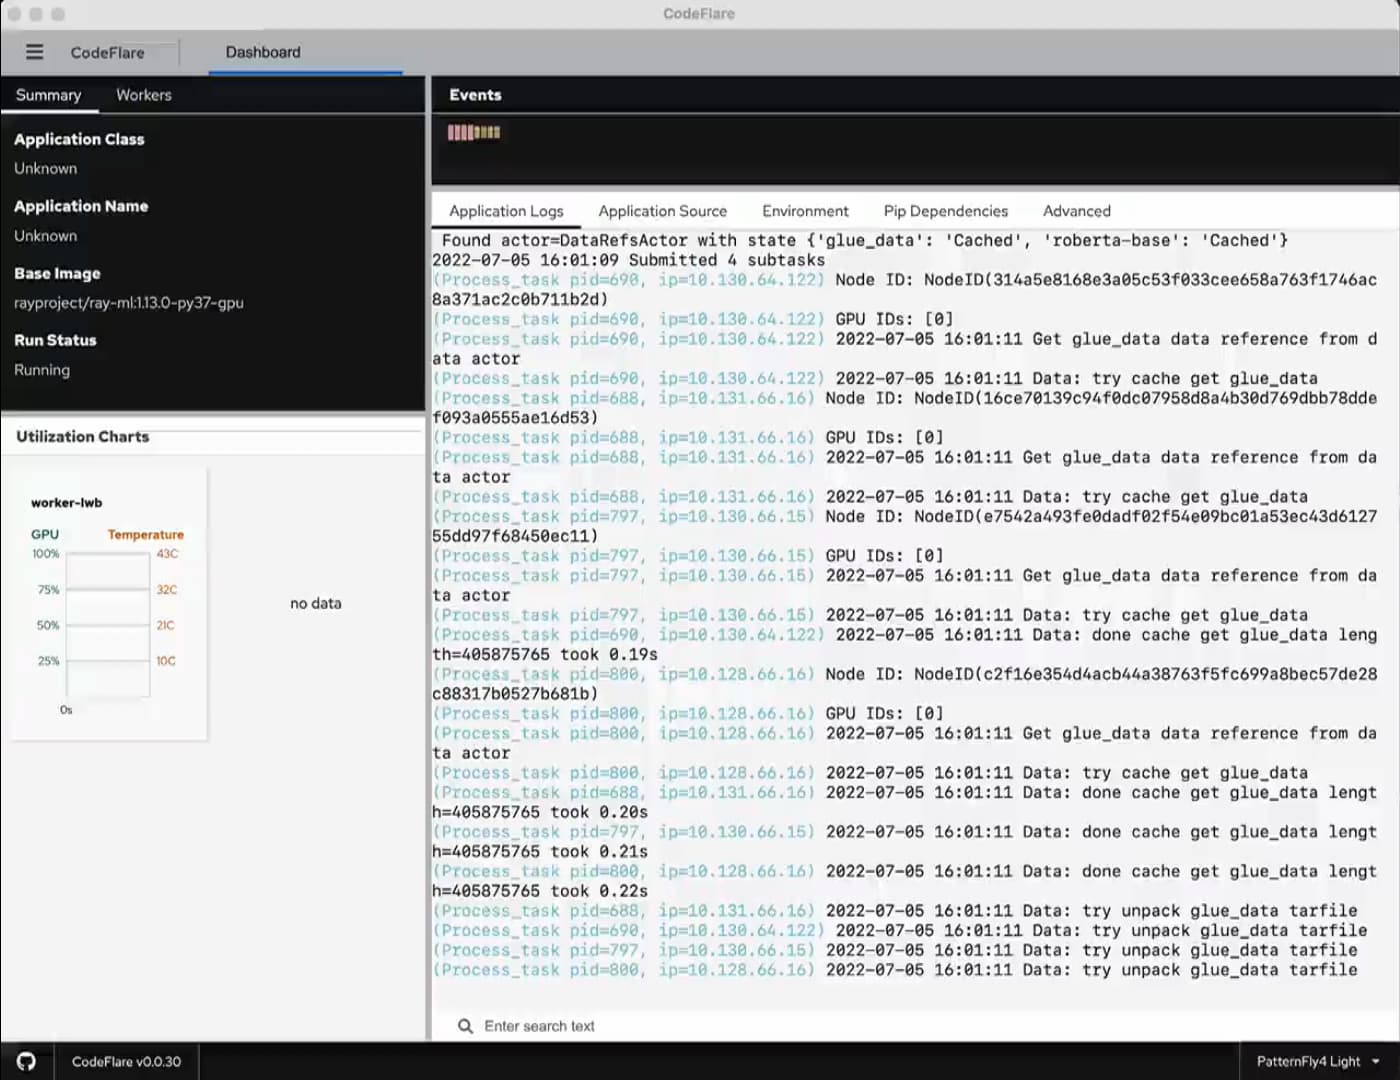 CodeFlare
CodeFlare
Dashboard
Summary
Workers
Application Class
Unknown
Application Name
Unknown
Base Image
rayproject/ray-ml:1.13.0-py37-gpu
Run Status
Running
Utilization Charts
worker-lwb
GPU
Temperature
100%
43C
75%
32C
50%
21C
25%
10C
0s
no data
Events
Application Logs
Application Source
Environment
Pip Dependencies
Advanced
Found actor=DataRefsActor with state {'glue_data': 'Cached', 'roberta-base': 'Cached'}
2022-07-05 16:01:09 Submitted 4 subtasks
(Process_task pid=690, ip=10.130.64.122) Node ID: NodeID(314a5e8168e3a05c53f033cee658a763f1746ac
8a371ac2c0b711b2d)
(Process_task pid=690, ip=10.130.64.122) GPU IDs: [0]
(Process_task pid=690, ip=10.130.64.122) 2022-07-05 16:01:11 Get glue_data data reference from d
ata actor
(Process_task pid=690, ip=10.130.64.122) 2022-07-05 16:01:11 Data: try cache get glue_data
(Process_task pid=688, ip=10.131.66.16) Node ID: NodeID(16ce70139c94f0dc07958d8a4b30d769dbb78dde
f093a0555ae16d53)
(Process_task pid=688, ip=10.131.66.16) GPU IDs: [0]
(Process_task pid=688, ip=10.131.66.16) 2022-07-05 16:01:11 Get glue_data data reference from da
ta actor
(Process_task pid=688, ip=10.131.66.16) 2022-07-05 16:01:11 Data: try cache get glue_data
(Process_task pid=797, ip=10.130.66.15) Node ID: NodeID(e7542a493fe0dadf02f54e09bc01a53ec43d6127
55dd97f68450ec11)
(Process_task pid=797, ip=10.130.66.15) GPU IDs: [0]
(Process_task pid=797, ip=10.130.66.15) 2022-07-05 16:01:11 Get glue_data data reference from da
ta actor
(Process_task pid=797, ip=10.130.66.15) 2022-07-05 16:01:11 Data: try cache get glue_data
(Process_task pid=690, ip=10.130.64.122) 2022-07-05 16:01:11 Data: done cache get glue_data leng
th=405875765 took 0.19s
(Process_task pid=800, ip=10.128.66.16) Node ID: NodeID(c2f16e354d4acb44a38763f5fc699a8bec57de28
c88317b0527b681b)
(Process_task pid=800, ip=10.128.66.16) GPU IDs: [0]
(Process_task pid=800, ip=10.128.66.16) 2022-07-05 16:01:11 Get glue_data data reference from da
ta actor
(Process_task pid=800, ip=10.128.66.16) 2022-07-05 16:01:11 Data: try cache get glue_data
(Process_task pid=688, ip=10.131.66.16) 2022-07-05 16:01:11 Data: done cache get glue_data lengt
h=405875765 took 0.20s
(Process_task pid=797, ip=10.130.66.15) 2022-07-05 16:01:11 Data: done cache get glue_data lengt
h=405875765 took 0.21s
(Process_task pid=800, ip=10.128.66.16) 2022-07-05 16:01:11 Data: done cache get glue_data lengt
h=405875765 took 0.22s
(Process_task pid=688, ip=10.131.66.16) 2022-07-05 16:01:11 Data: try unpack glue_data tarfile
(Process_task pid=690, ip=10.130.64.122) 2022-07-05 16:01:11 Data: try unpack glue_data tarfile
(Process_task pid=797, ip=10.130.66.15) 2022-07-05 16:01:11 Data: try unpack glue_data tarfile
(Process_task pid=800, ip=10.128.66.16) 2022-07-05 16:01:11 Data: try unpack glue_data tarfile
Enter search text
CodeFlare v0.0.30
PatternFly4 Light